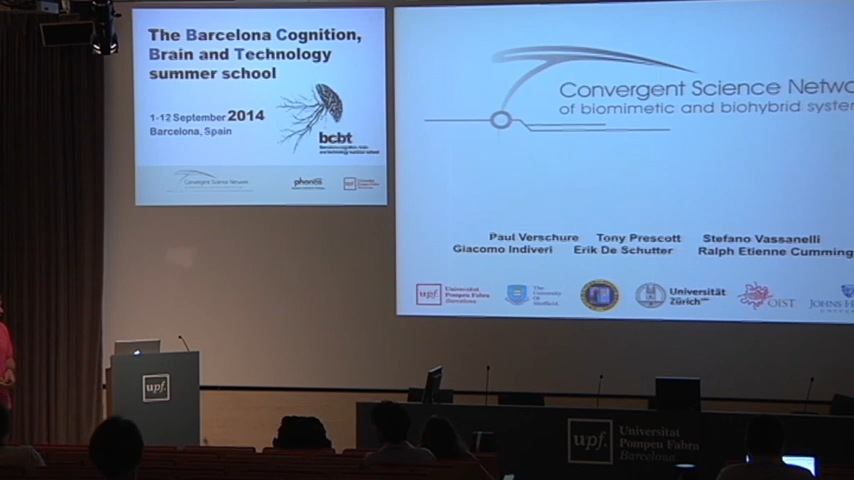 The Barcelona Cognition,
Brain and Technology
summer school
1-12 September 2014
Barcelona, Spain
bcbt
Convergent Science Network
Convergent Science Netwo
of biomimetic and biohybrid system
Paul Verschure Tony Prescott Stefano Vassanelli
Giacomo Indiveri Erik De Schutter Ralph Etienne Cumming
upf. Universitat
Pompeu Fabra
Barcelona
The
University
Of
Sheffield
Universität
Zürich
OIST
JOHNS H
upf.
upf. Universitat
Pompeu Fabra
Barcelona